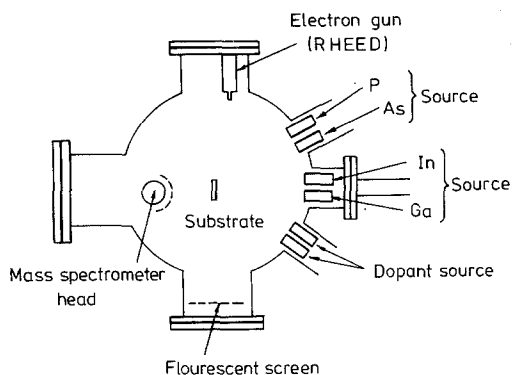 Electron gun
(RHEED)
P
As
Source
In
Ga
Source
Substrate
Mass spectrometer
head
Dopant source
Flourescent screen